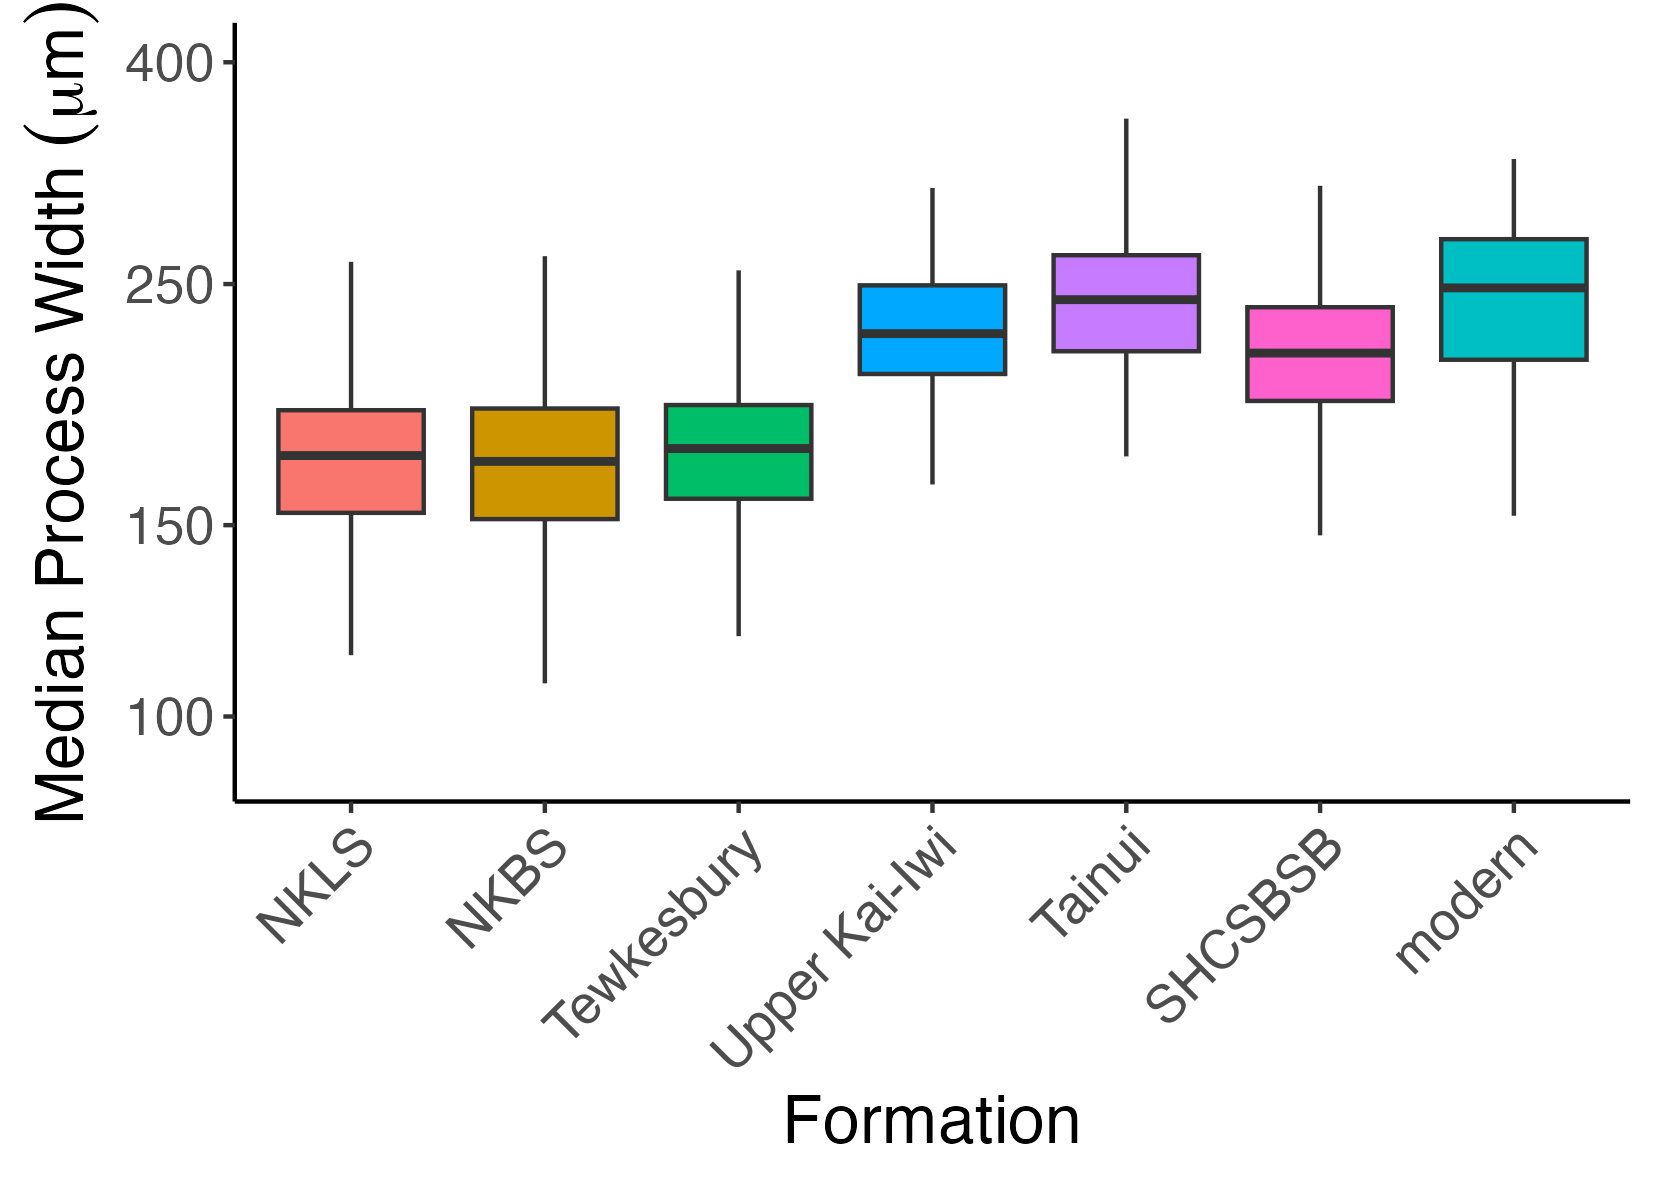 Median Process Width (μm)
400
250
150
100
NKLS
NKBS
Tewkesbury
Upper Kai-Iwi
Tainui
SHCSBSB
modern
Formation